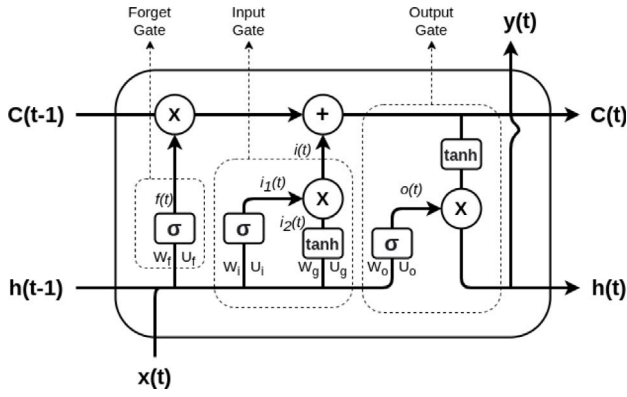 Forget
Gate
Input
Gate
Output
Gate
y(t)
C(t-1)
X
+
C(t)
i(t)
tanh
f(t)
i1(t)
X
o(t)
X
σ
σ
i2(t)
tanh
σ
Wf Uf
Wi Ui
Wg Ug
Wo Uo
h(t-1)
h(t)
x(t)